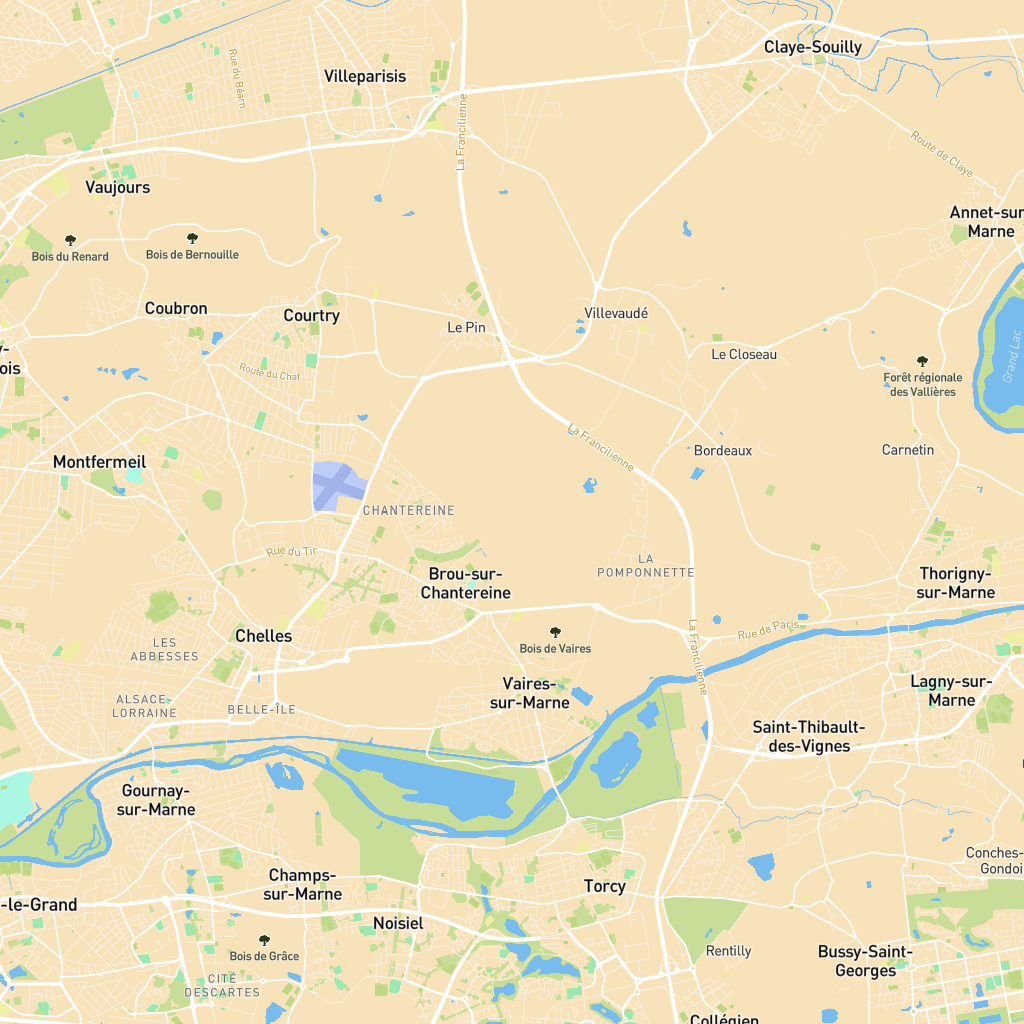 Claye-Souilly
Villeparisis
Rue du Béarn
La Francilienne
Route de Claye
Vaujours
Annet-sur-
Marne
Bois du Renard
Bois de Bernouille
Coubron
Courtry
Le Pin
Villevaudé
Le Closeau
Grand Lac
Route du Chat
Forêt régionale
des Vallières
La Francilienne
Bordeaux
Carnetin
Montfermeil
CHANTEREINE
Rue du Tir
LA
POMPONNETTE
Brou-sur-
Chantereine
Thorigny-
sur-Marne
Chelles
Bois de Vaires
Rue de Paris
La Francilienne
LES
ABBESSES
Vaires-
sur-Marne
Lagny-sur-
Marne
ALSACE
LORRAINE
BELLE-ÎLE
Saint-Thibault-
des-Vignes
Gournay-
sur-Marne
Conches-
Gondoi
Champs-
sur-Marne
Torcy
-le-Grand
Noisiel
Bois de Grâce
Rentilly
Bussy-Saint-
Georges
CITÉ
DESCARTES
Collégien